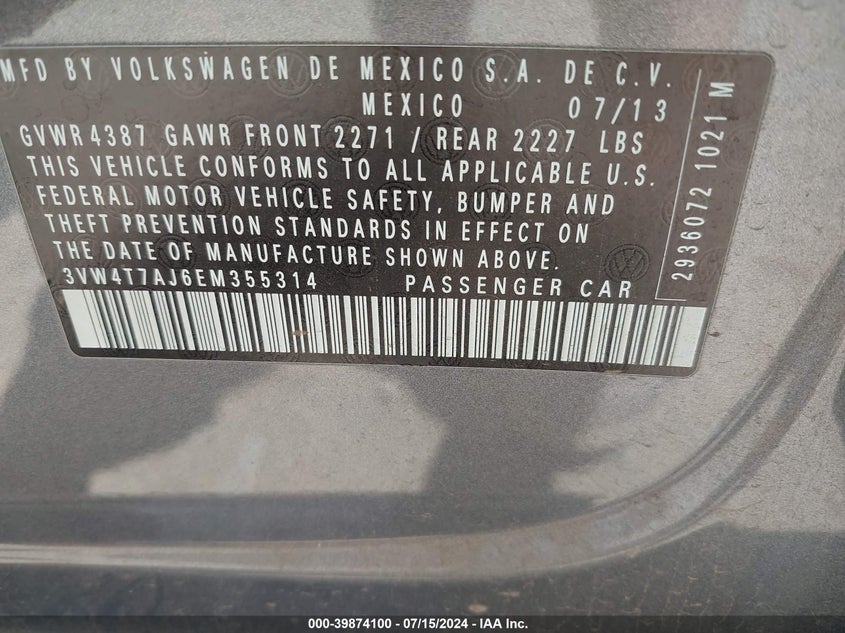 MFD BY VOLKSWAGEN DE MEXICO S.A. DE C.V.
MEXICO 07/13
GVWR 4387 GAWR FRONT 2271 / REAR 2227 LBS
THIS VEHICLE CONFORMS TO ALL APPLICABLE U.S.
FEDERAL MOTOR VEHICLE SAFETY, BUMPER AND
THEFT PREVENTION STANDARDS IN EFFECT ON
THE DATE OF MANUFACTURE SHOWN ABOVE.
3VW4T7AJ6EM355314 PASSENGER CAR
2936072 1021 M
000-39874100 - 07/15/2024 - IAA Inc.